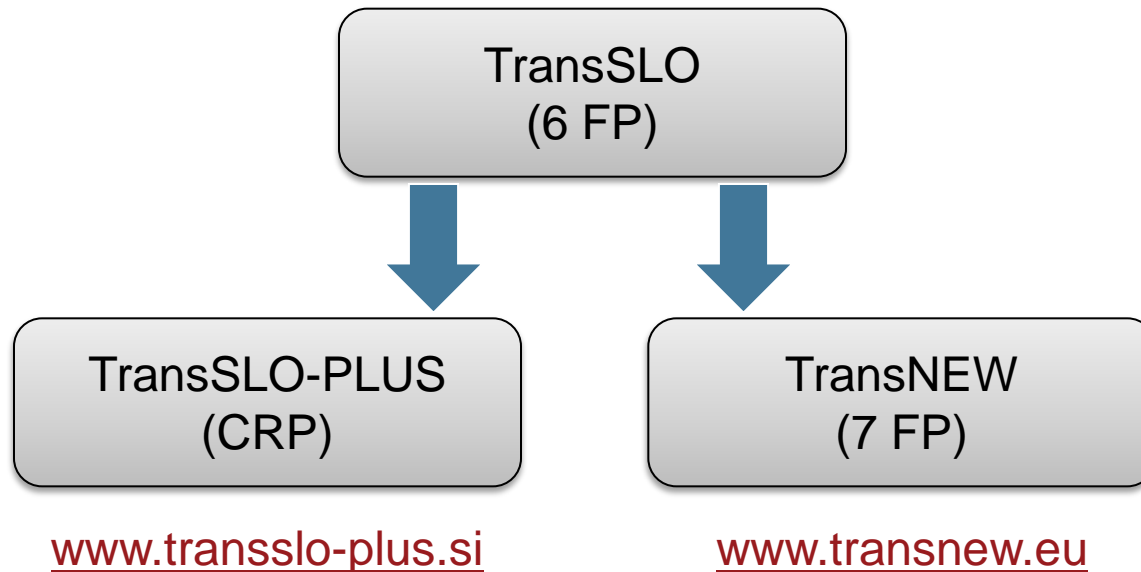 TransSLO
(6 FP)
TransSLO-PLUS
(CRP)
TransNEW
(7 FP)
www.transslo-plus.si
www.transnew.eu